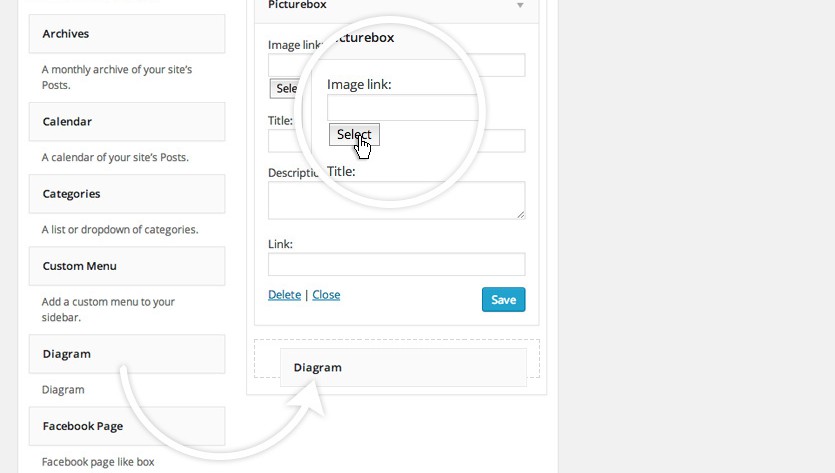 Archives
A monthly archive of your site's
Posts.
Calendar
A calendar of your site's Posts.
Categories
A list or dropdown of categories.
Custom Menu
Add a custom menu to your
sidebar.
Diagram
Diagram
Facebook Page
Facebook page like box
Picturebox
Image link:
Sele
Title:
Descriptio
Link:
Delete | Close
Save
Diagram
cturebox
Image link:
Select
Title: